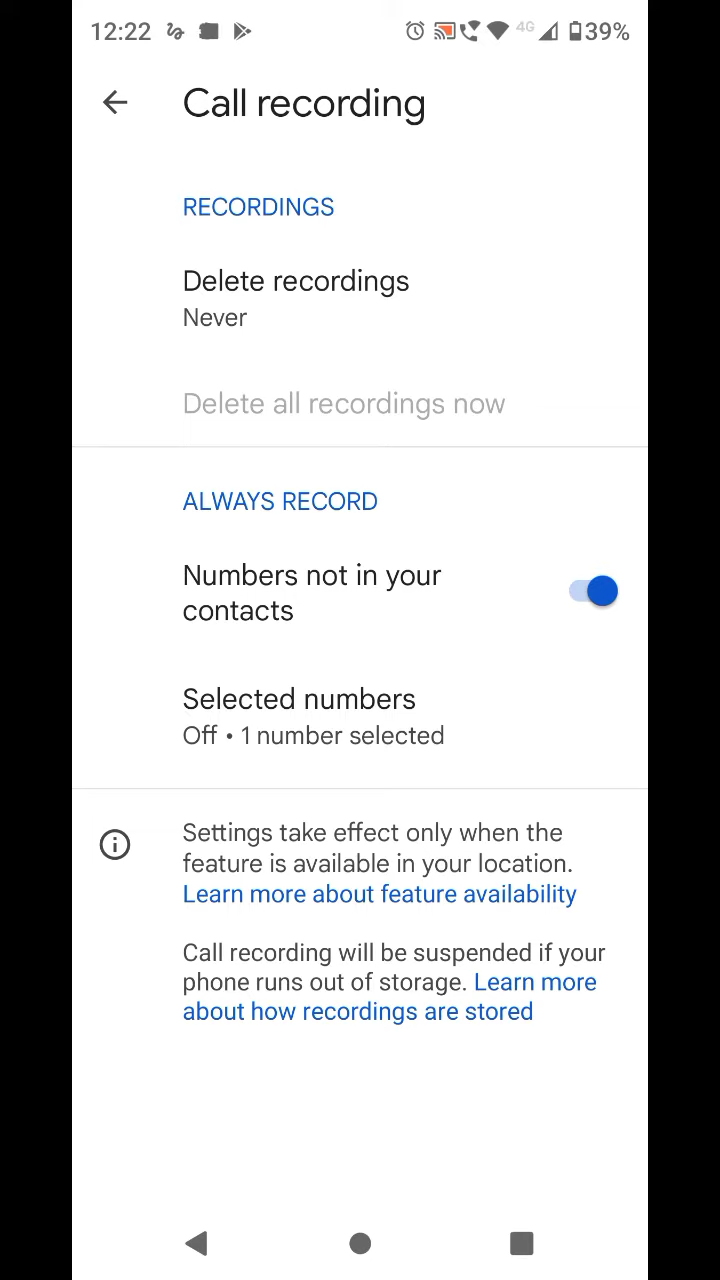 12:22
4G
39%
Call recording
RECORDINGS
Delete recordings
Never
Delete all recordings now
ALWAYS RECORD
Numbers not in your
contacts
Selected numbers
Off • 1 number selected
Settings take effect only when the
feature is available in your location.
Learn more about feature availability
Call recording will be suspended if your
phone runs out of storage. Learn more
about how recordings are stored